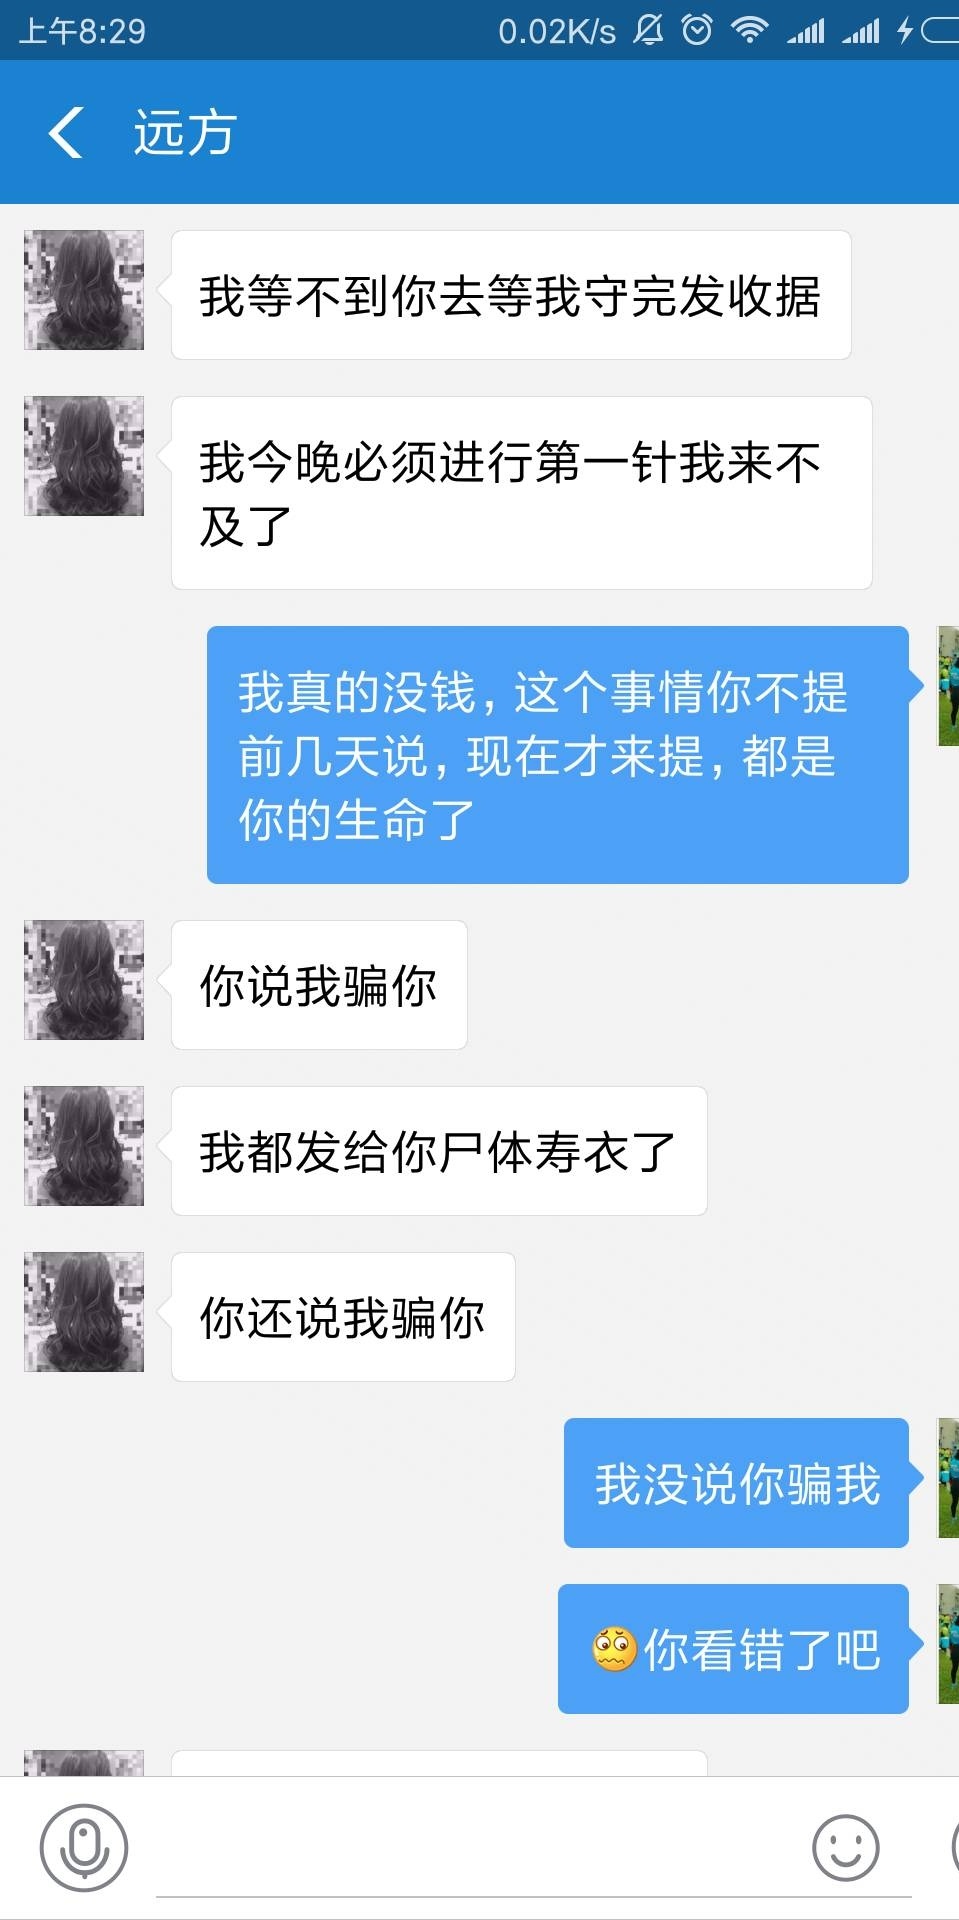 上午8:29 0.02K/s
远方
我等不到你去等我守完发收据
我今晚必须进行第一针我来不
及了
我真的没钱，这个事情你不提
前几天说，现在才来提，都是
你的生命了
你说我骗你
我都发给你尸体寿衣了
你还说我骗你
我没说你骗我
你看错了吧